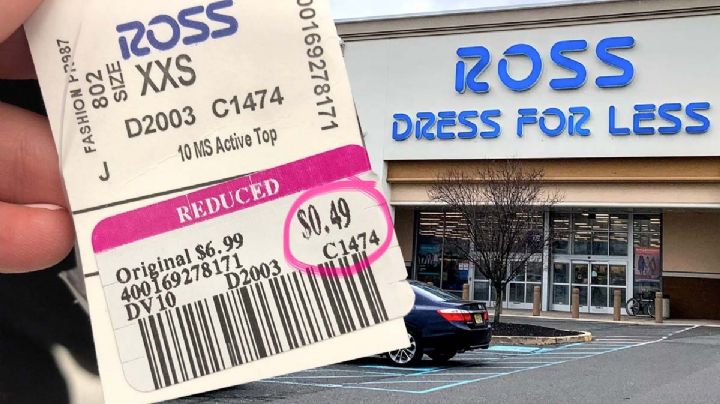 FASHION P2987
802
SIZE
ROSS
XXS
D2003 C1474
J
10 MS Active Top
00169278171
REDUCED
Original $6.99
$0.49
400169278171
C1474
DV10
D2003
ROSS
DRESS FOR LESS